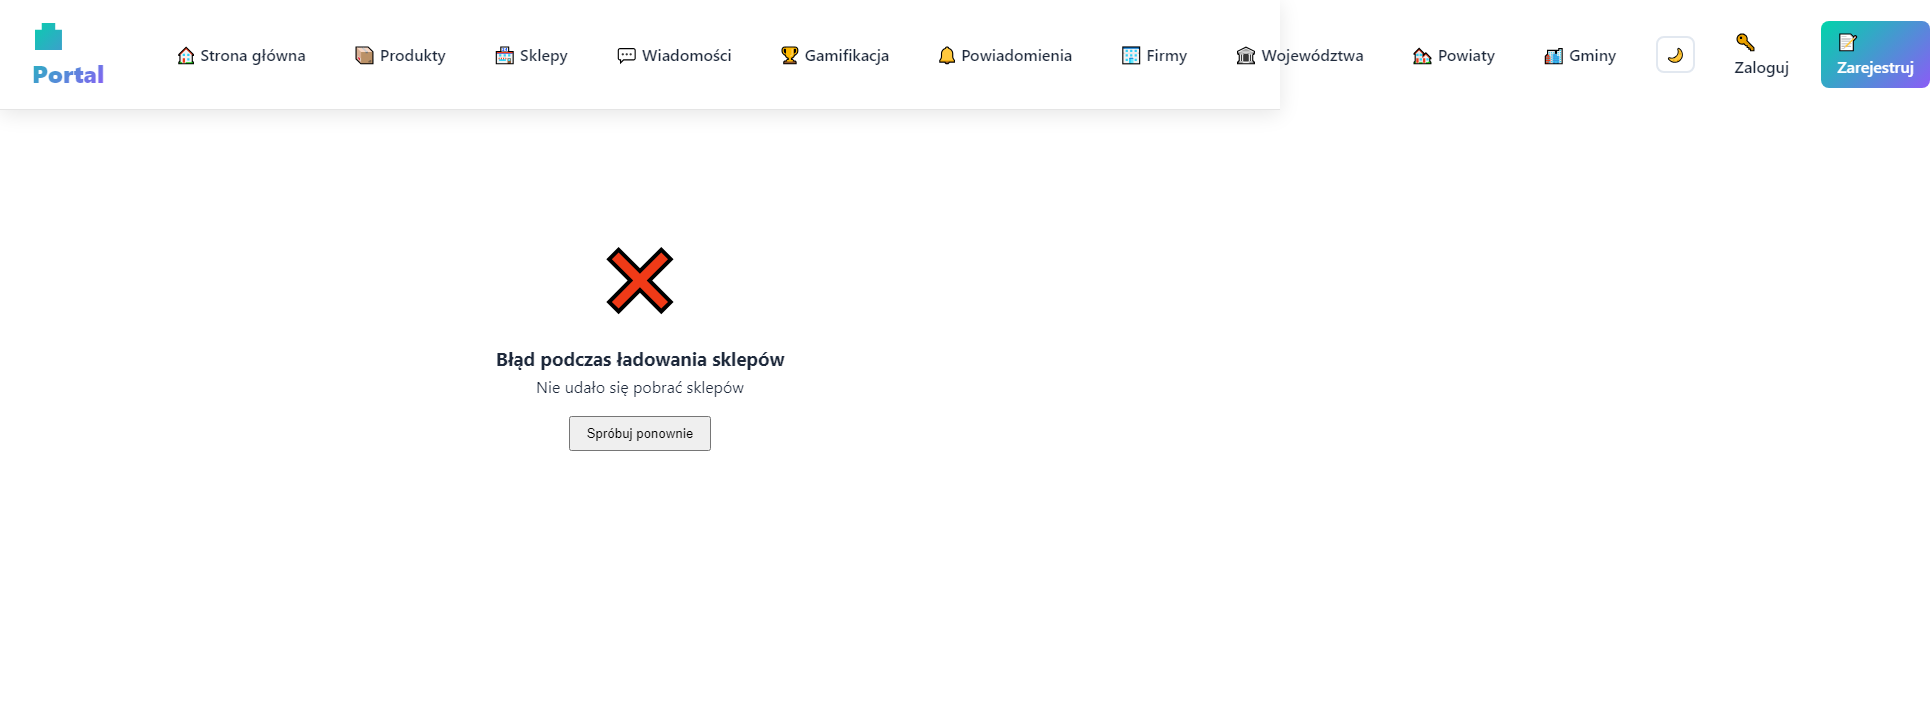 Portal
Strona główna
Produkty
Sklepy
Wiadomości
Gamifikacja
Powiadomienia
Firmy
Województwa
Powiaty
Gminy
Zaloguj
Zarejestruj
Błąd podczas ładowania sklepów
Nie udało się pobrać sklepów
Spróbuj ponownie